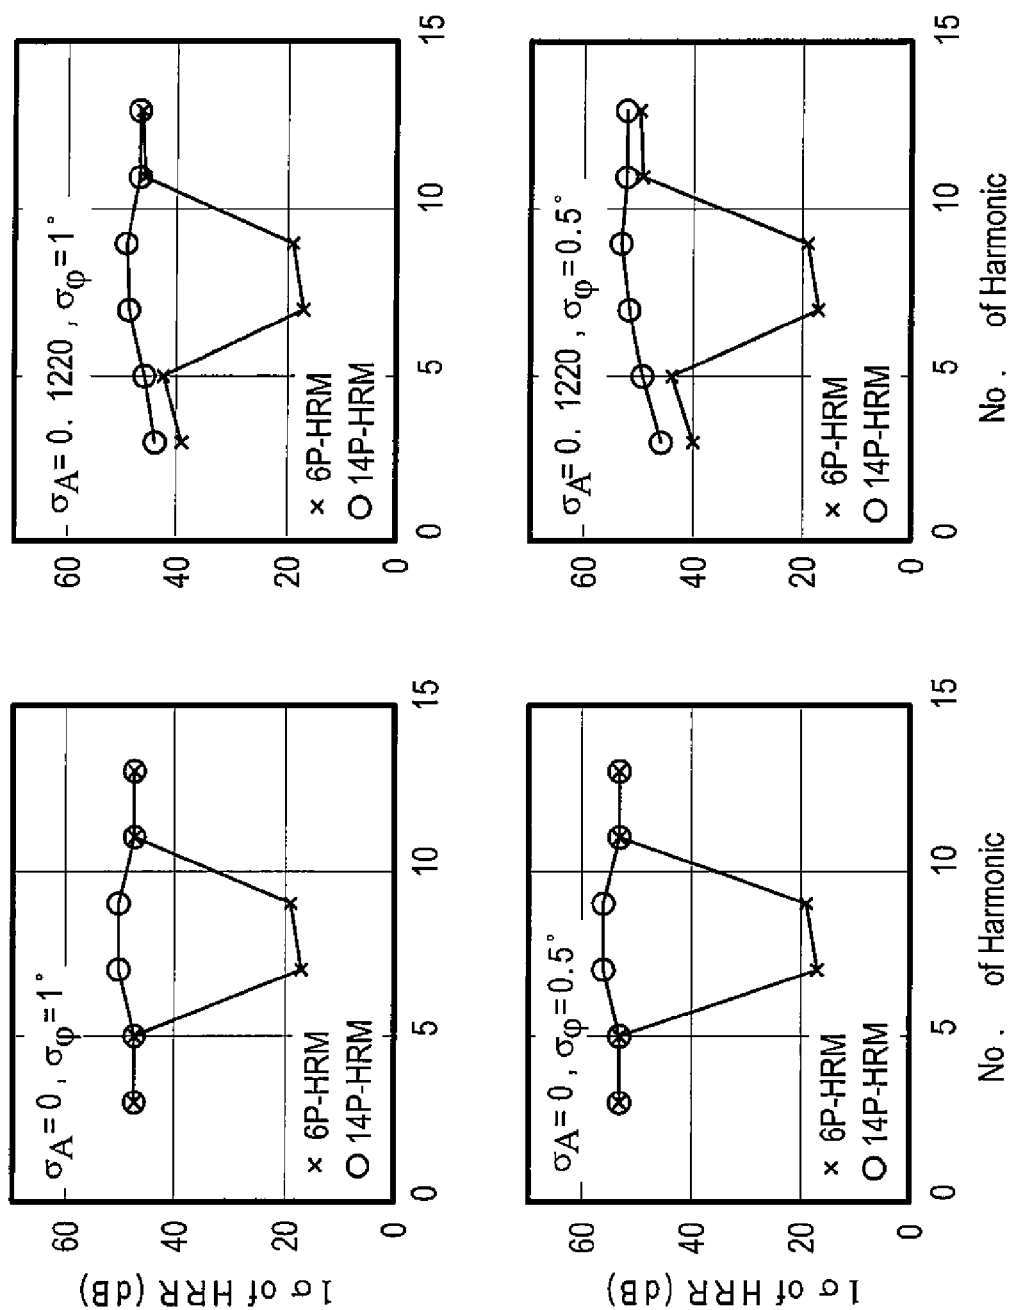 1σ of HRR (dB)
60
40
20
0
σA=0, σφ=1°
× 6P-HRM
○ 14P-HRM
0
5
10
15
60
40
20
0
σA=0. 1220, σφ=1°
× 6P-HRM
○ 14P-HRM
0
5
10
15
1σ of HRR (dB)
60
40
20
0
σA=0, σφ=0.5°
× 6P-HRM
○ 14P-HRM
0
5
10
15
No. of Harmonic
60
40
20
0
σA=0. 1220, σφ=0.5°
× 6P-HRM
○ 14P-HRM
0
5
10
15
No. of Harmonic